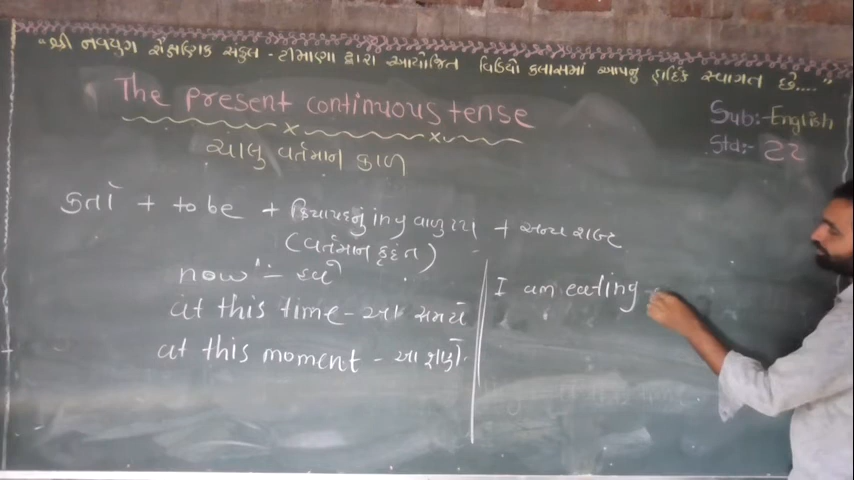 "શ્રી નવયુગ શૈક્ષણિક સંકુલ - ટીમાણા દ્વારા આયોજિત વિડિયો ક્લાસમાં આપનુ હાર્દિક સ્વાગત છે...."
The present continuous tense
Sub:- English
Std:- 12
ચાલુ વર્તમાન કાળ
કર્તા + to be + ક્રિયાપદનું ing વાળુ રૂપ + અન્ય શબ્દ
(વર્તમાન કૃદંત)
now - હવે
at this time - આ સમયે
at this moment - આ ક્ષણે.
I am eating